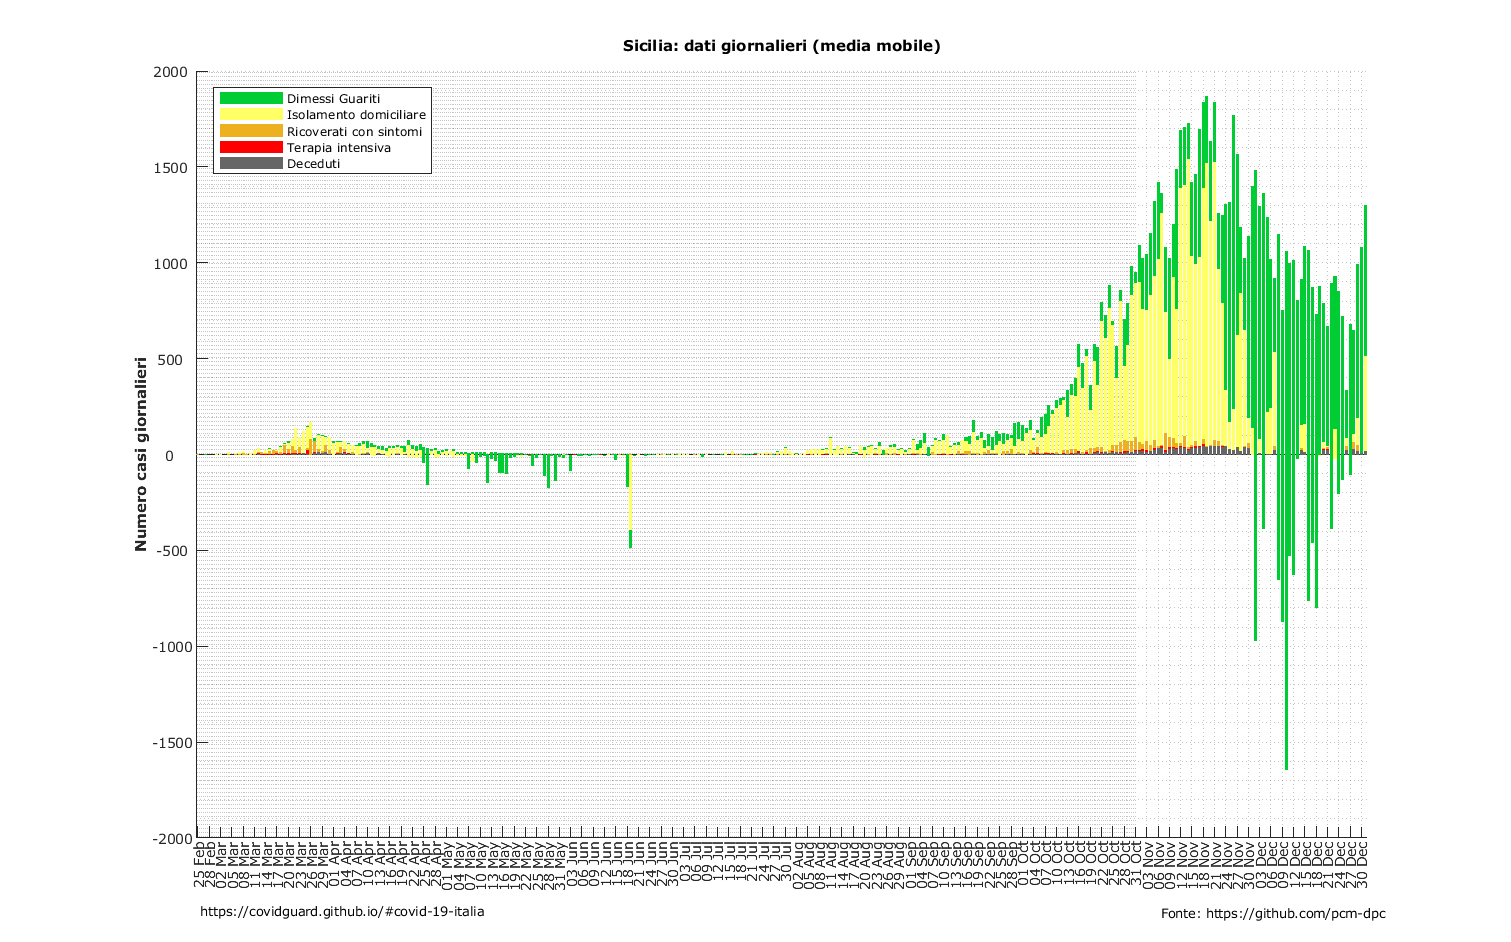 Sicilia: dati giornalieri (media mobile)
Dimessi Guariti
Isolamento domiciliare
Ricoverati con sintomi
Terapia intensiva
Deceduti
Numero casi giornalieri
2000
1500
1000
500
0
-500
-1000
-1500
-2000
25 Feb
28 Feb
02 Mar
05 Mar
08 Mar
11 Mar
14 Mar
17 Mar
20 Mar
23 Mar
26 Mar
29 Mar
01 Apr
04 Apr
07 Apr
10 Apr
13 Apr
16 Apr
19 Apr
22 Apr
25 Apr
28 Apr
01 May
04 May
07 May
10 May
13 May
16 May
19 May
22 May
25 May
28 May
31 May
03 Jun
06 Jun
09 Jun
12 Jun
15 Jun
18 Jun
21 Jun
24 Jun
27 Jun
30 Jun
03 Jul
06 Jul
09 Jul
12 Jul
15 Jul
18 Jul
21 Jul
24 Jul
27 Jul
30 Jul
02 Aug
05 Aug
08 Aug
11 Aug
14 Aug
17 Aug
20 Aug
23 Aug
26 Aug
29 Aug
01 Sep
04 Sep
07 Sep
10 Sep
13 Sep
16 Sep
19 Sep
22 Sep
25 Sep
28 Sep
01 Oct
04 Oct
07 Oct
10 Oct
13 Oct
16 Oct
19 Oct
22 Oct
25 Oct
28 Oct
31 Oct
03 Nov
06 Nov
09 Nov
12 Nov
15 Nov
18 Nov
21 Nov
24 Nov
27 Nov
30 Nov
03 Dec
06 Dec
09 Dec
12 Dec
15 Dec
18 Dec
21 Dec
24 Dec
27 Dec
30 Dec
https://covidguard.github.io/#covid-19-italia
Fonte: https://github.com/pcm-dpc